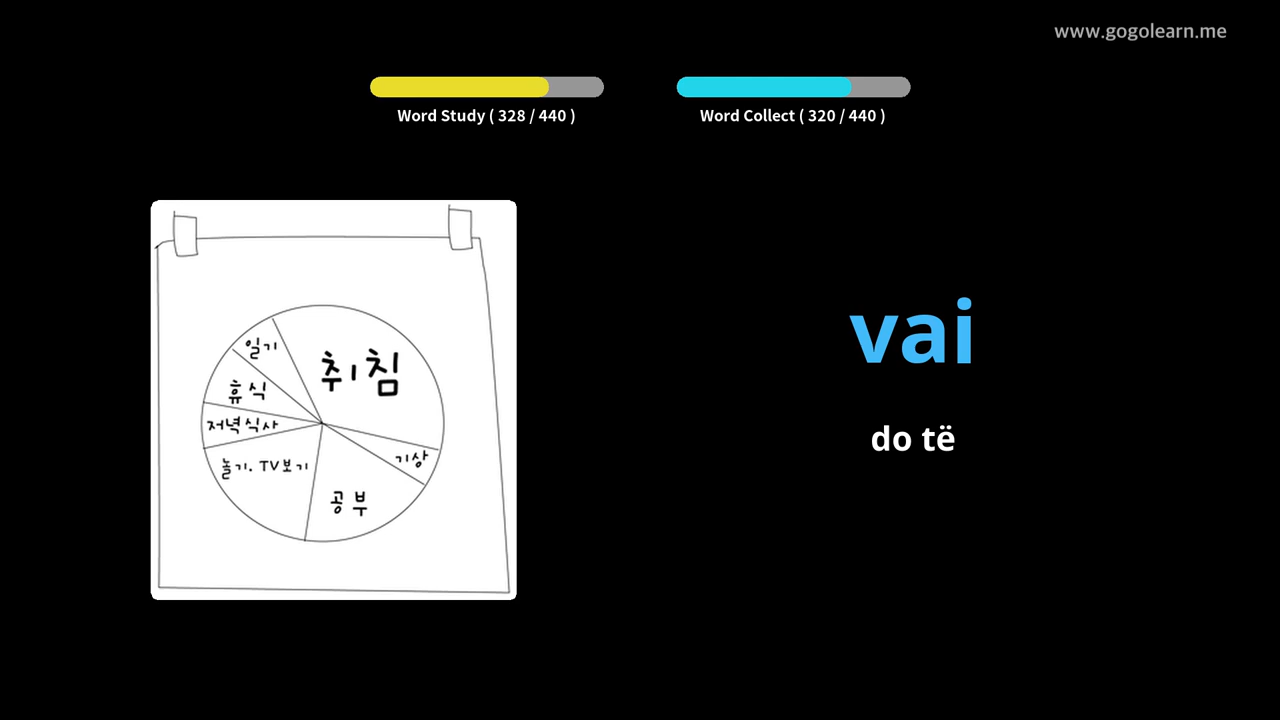 www.gogolearn.me
Word Study ( 328 / 440 )
Word Collect ( 320 / 440 )
일기
취침
휴식
저녁식사
놀기. TV보기
기상
공부
vai
do të